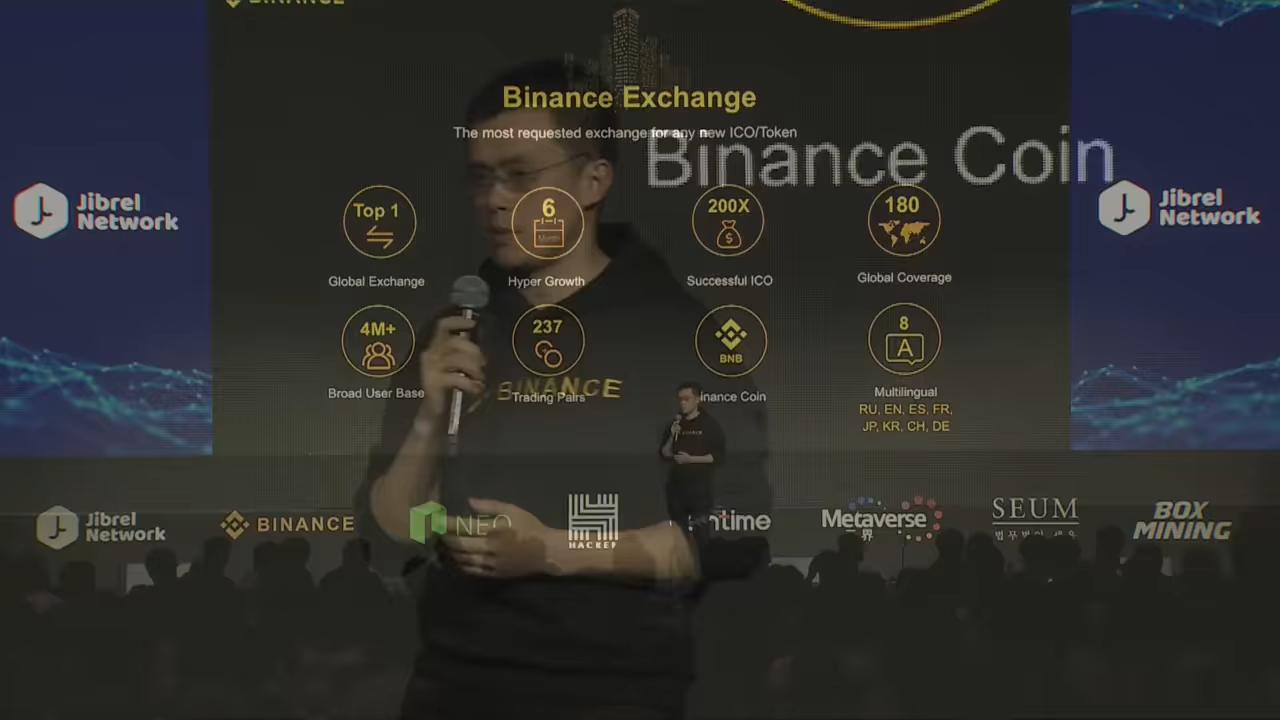 BINANCE
Binance Exchange
The most requested exchange for any new ICO/Token
Binance Coin
Jibrel
Network
Jibrel
Network
Top 1
6
Month
200X
$
180
Global Exchange
Hyper Growth
Successful ICO
Global Coverage
4M+
237
BNB
8
A
Broad User Base
Trading Pairs
inance Coin
Multilingual
RU, EN, ES, FR,
JP, KR, CH, DE
BINANCE
Jibrel
Network
BINANCE
NEO
HACKER
ntime
Metaverse
SEUM
BOX
MINING